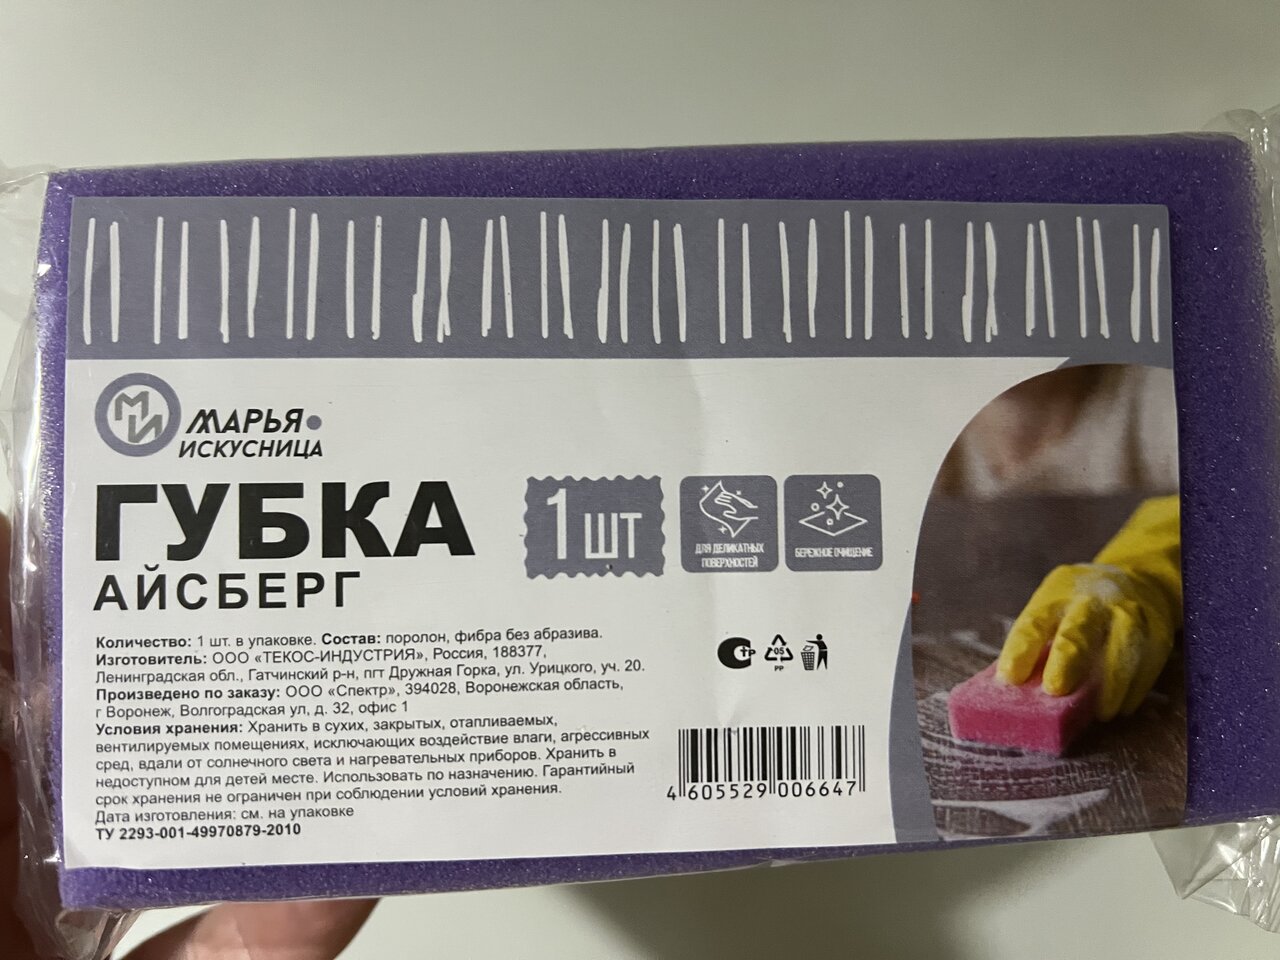 МИ
МАРЬЯ
ИСКУСНИЦА
ГУБКА
АЙСБЕРГ
1 ШТ
ДЛЯ ДЕЛИКАТНЫХ
ПОВЕРХНОСТЕЙ
БЕРЕЖНОЕ ОЧИЩЕНИЕ
Количество: 1 шт. в упаковке. Состав: поролон, фибра без абразива.
Изготовитель: ООО «ТЕКОС-ИНДУСТРИЯ», Россия, 188377,
Ленинградская обл., Гатчинский р-н, пгт Дружная Горка, ул. Урицкого, уч. 20.
Произведено по заказу: ООО «Спектр», 394028, Воронежская область,
г Воронеж, Волгоградская ул, д. 32, офис 1
Условия хранения: Хранить в сухих, закрытых, отапливаемых,
вентилируемых помещениях, исключающих воздействие влаги, агрессивных
сред, вдали от солнечного света и нагревательных приборов. Хранить в
недоступном для детей месте. Использовать по назначению. Гарантийный
срок хранения не ограничен при соблюдении условий хранения.
Дата изготовления: см. на упаковке
ТУ 2293-001-49970879-2010
СТР
05
PP
4 605529 006647